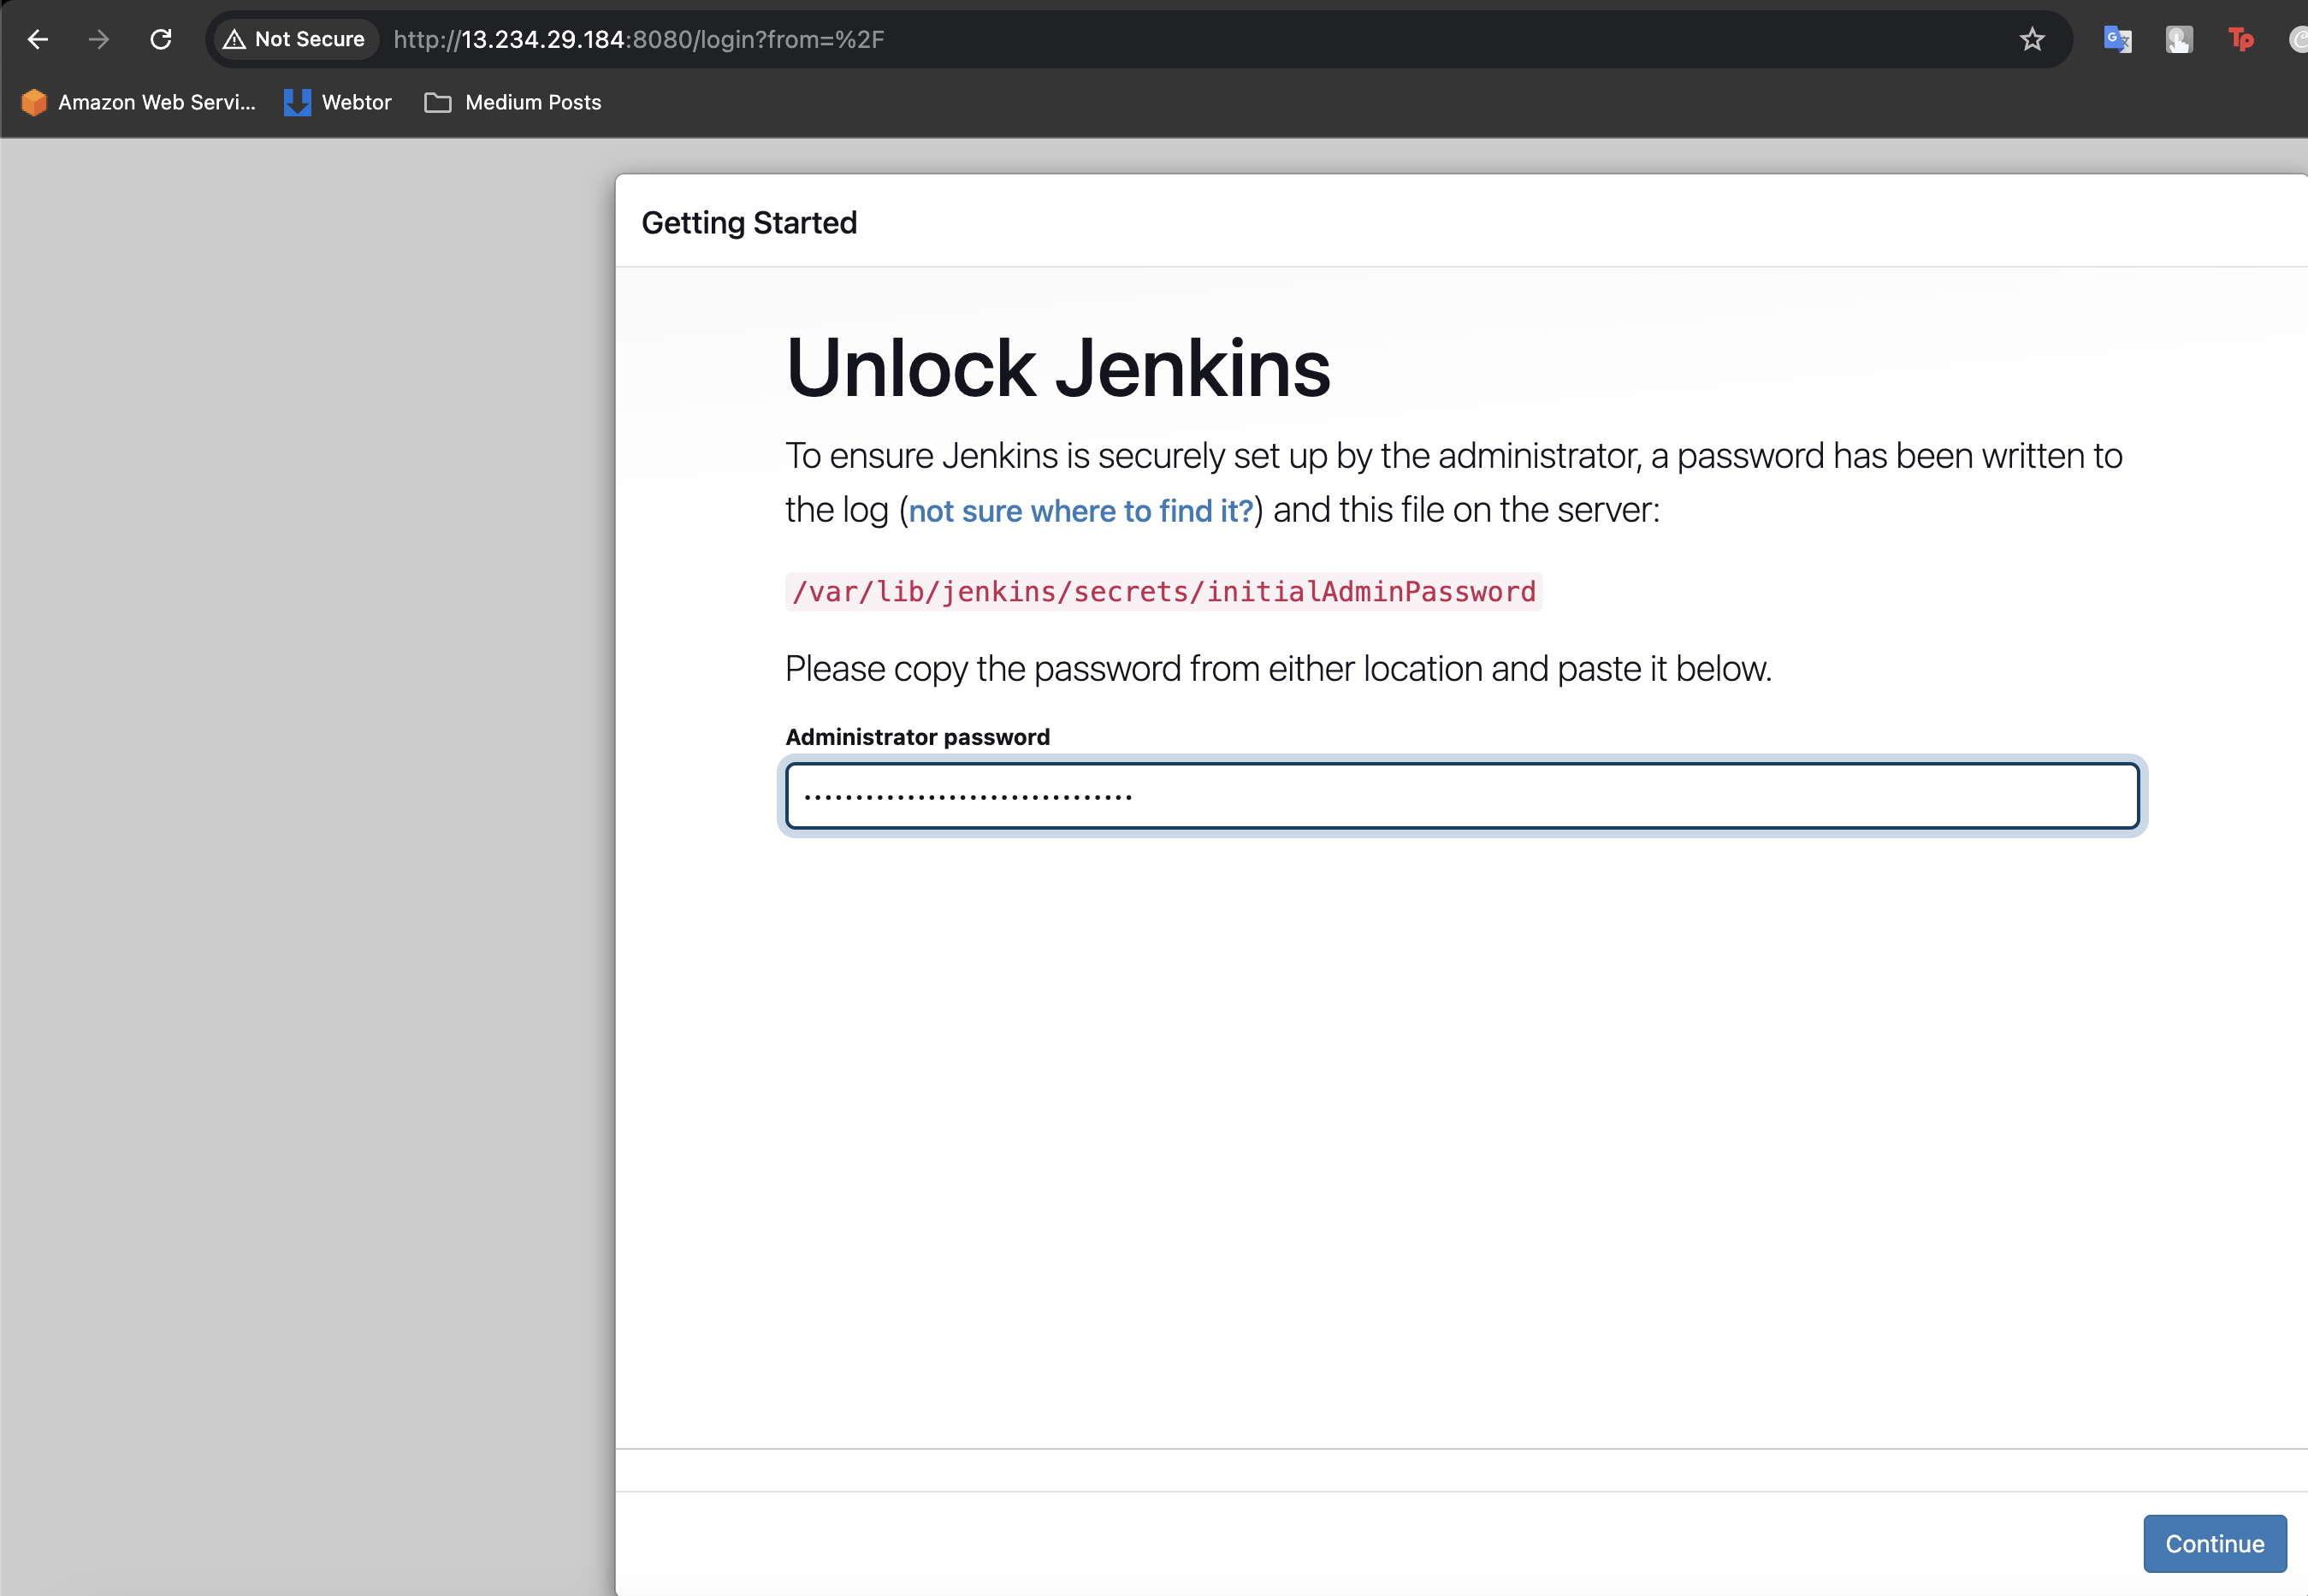 Not Secure http://13.234.29.184:8080/login?from=%2F
Amazon Web Servi... Webtor Medium Posts
Getting Started
Unlock Jenkins
To ensure Jenkins is securely set up by the administrator, a password has been written to
the log (not sure where to find it?) and this file on the server:
/var/lib/jenkins/secrets/initialAdminPassword
Please copy the password from either location and paste it below.
Administrator password
................................
Continue